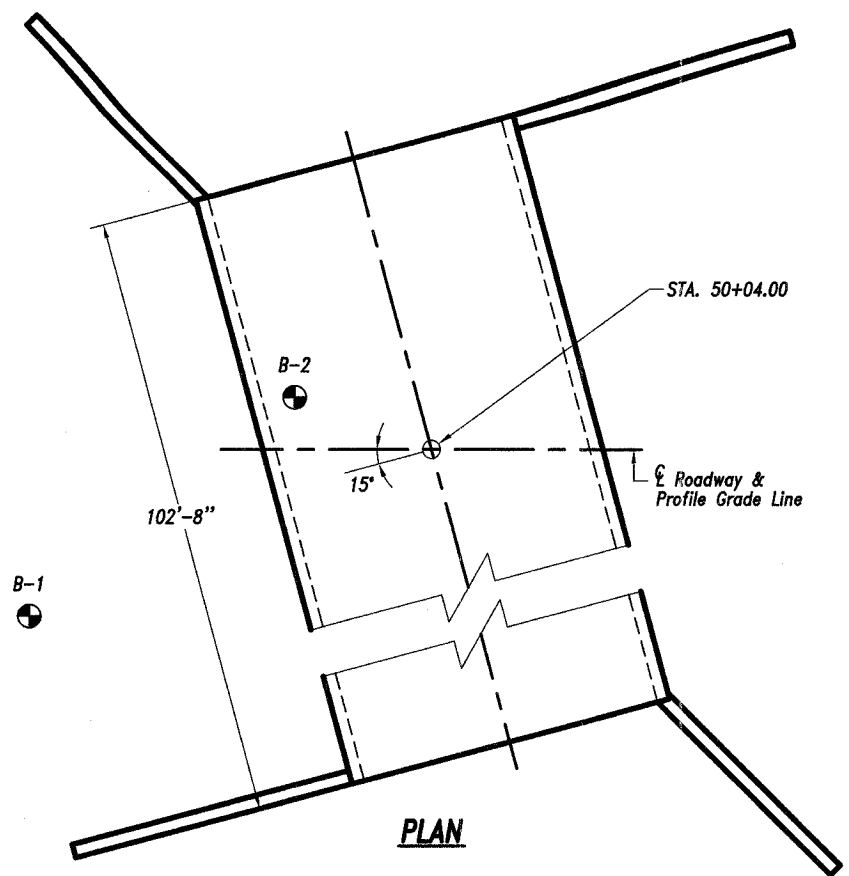 STA. 50+04.00
B-2
15°
℄ Roadway &
Profile Grade Line
102'-8"
B-1
PLAN